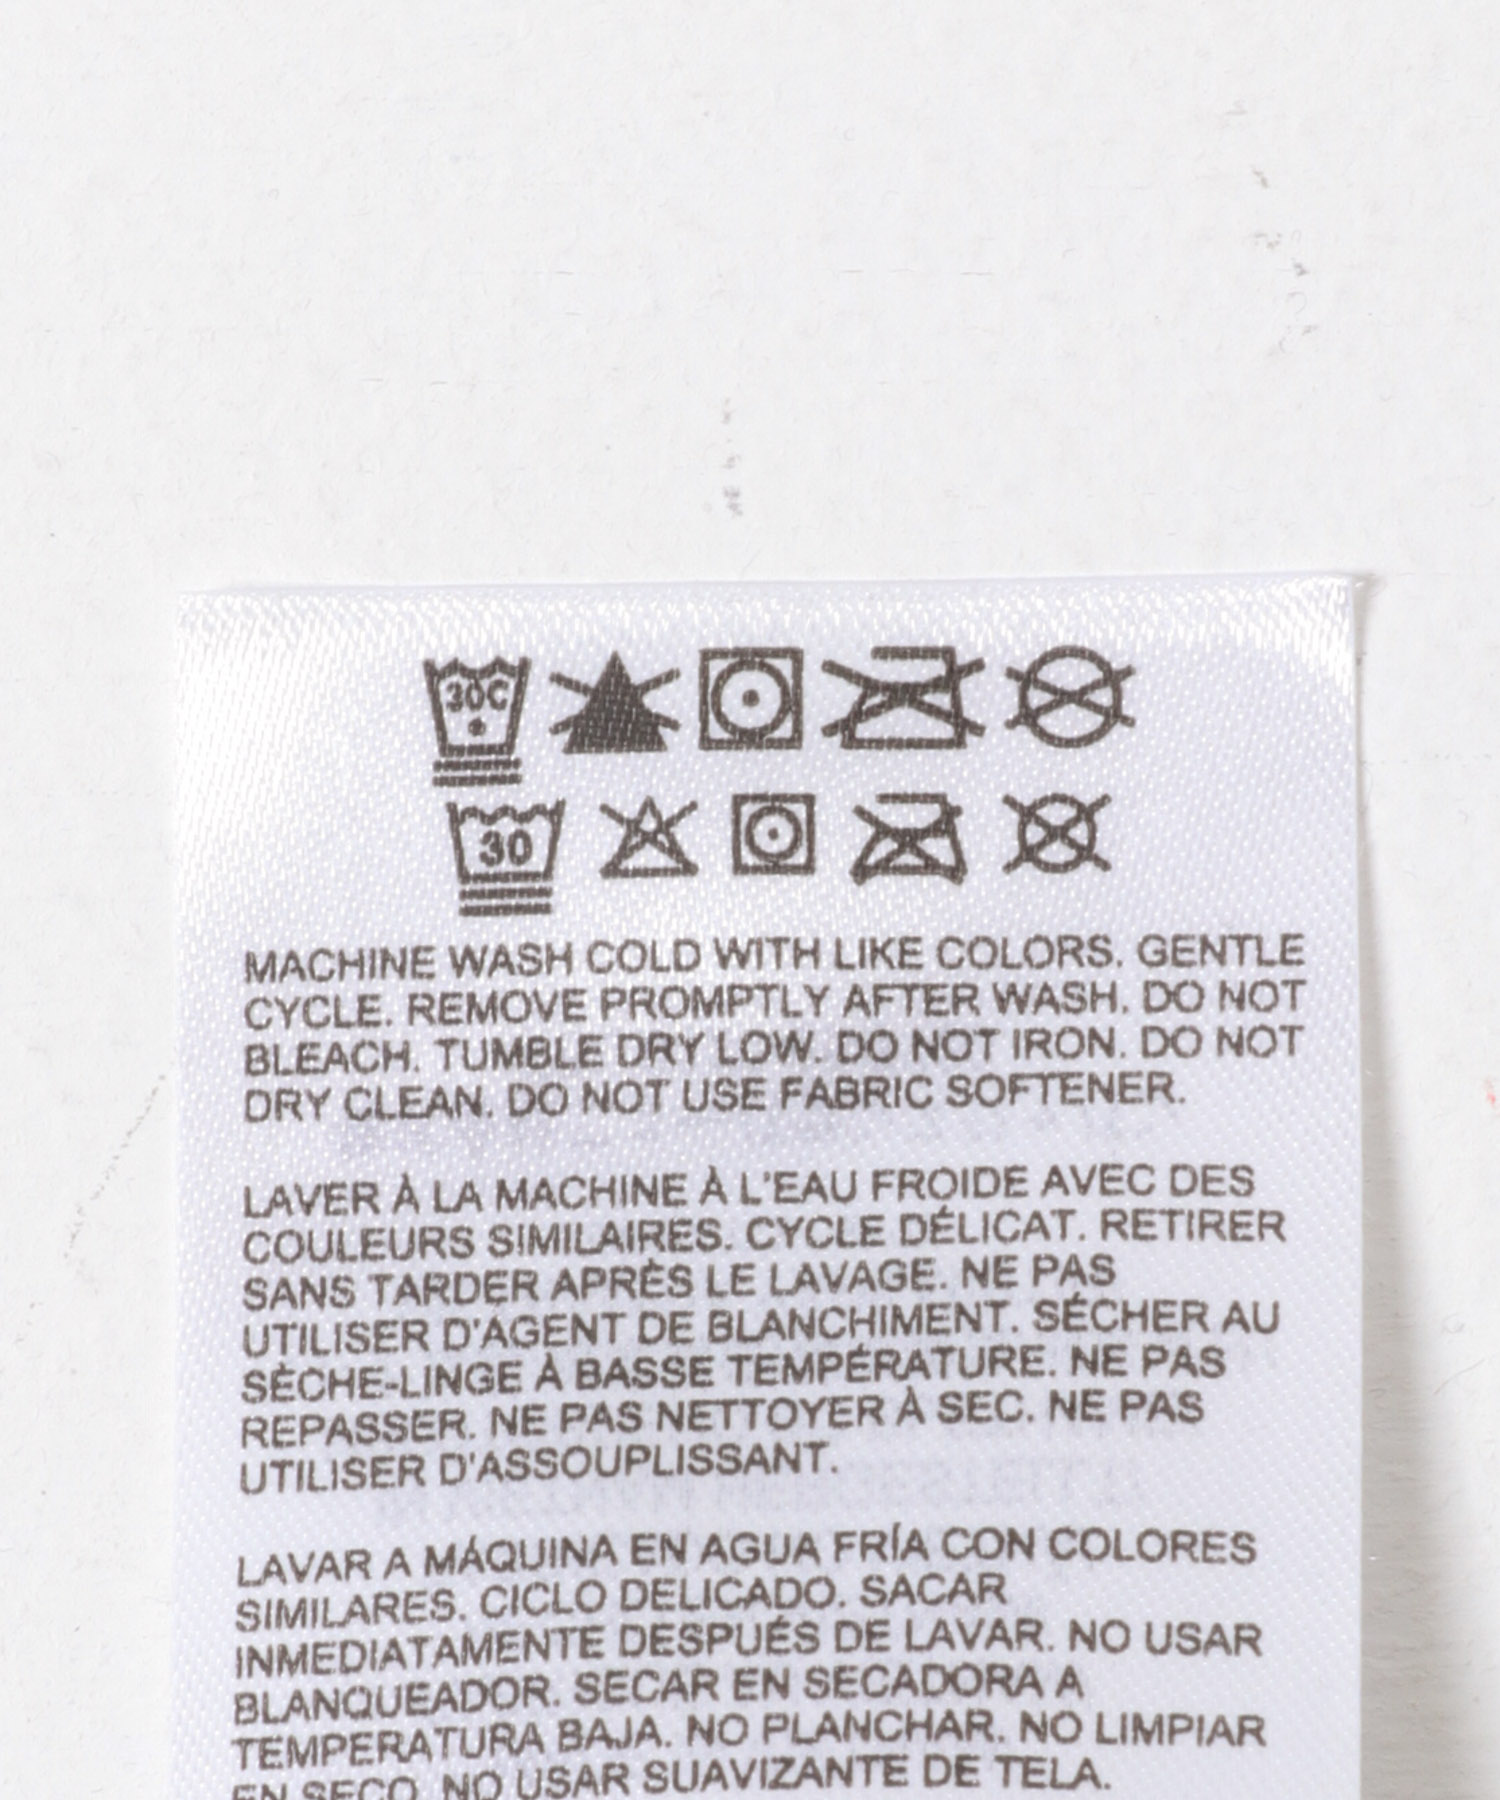 30C
30
MACHINE WASH COLD WITH LIKE COLORS. GENTLE
CYCLE. REMOVE PROMPTLY AFTER WASH. DO NOT
BLEACH. TUMBLE DRY LOW. DO NOT IRON. DO NOT
DRY CLEAN. DO NOT USE FABRIC SOFTENER.
LAVER À LA MACHINE À L'EAU FROIDE AVEC DES
COULEURS SIMILAIRES. CYCLE DÉLICAT. RETIRER
SANS TARDER APRÈS LE LAVAGE. NE PAS
UTILISER D'AGENT DE BLANCHIMENT. SÉCHER AU
SÈCHE-LINGE À BASSE TEMPÉRATURE. NE PAS
REPASSER. NE PAS NETTOYER À SEC. NE PAS
UTILISER D'ASSOUPLISSANT.
LAVAR A MÁQUINA EN AGUA FRÍA CON COLORES
SIMILARES. CICLO DELICADO. SACAR
INMEDIATAMENTE DESPUÉS DE LAVAR. NO USAR
BLANQUEADOR. SECAR EN SECADORA A
TEMPERATURA BAJA. NO PLANCHAR. NO LIMPIAR
EN SECO. NO USAR SUAVIZANTE DE TELA.